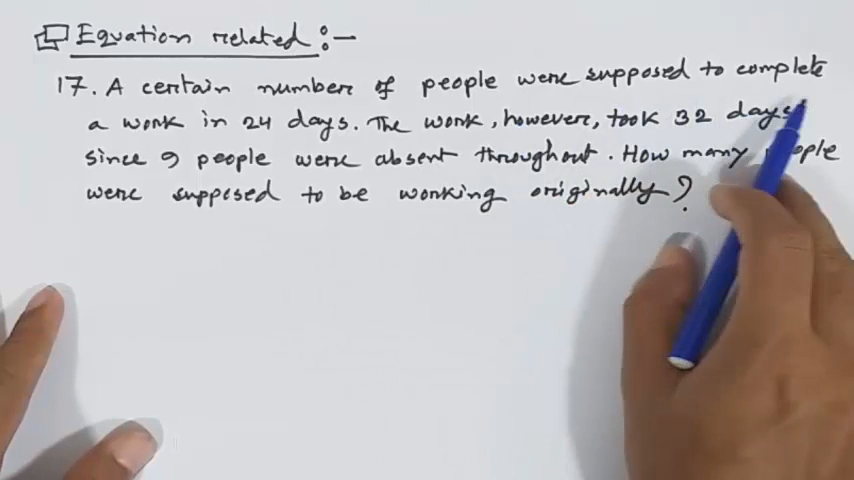 Equation related :-
17. A certain number of people were supposed to complete
a work in 24 days. The work, however, took 32 days
since 9 people were absent throughout. How many people
were supposed to be working originally?